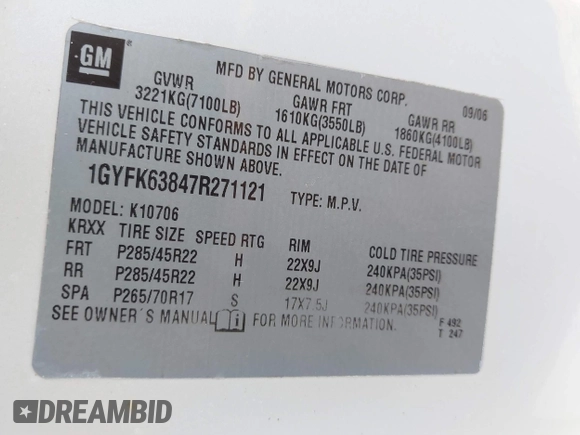 GM
MFD BY GENERAL MOTORS CORP. 09/06
GVWR GAWR FRT GAWR RR
3221KG(7100LB) 1610KG(3550LB) 1860KG(4100LB)
THIS VEHICLE CONFORMS TO ALL APPLICABLE U.S. FEDERAL MOTOR
VEHICLE SAFETY STANDARDS IN EFFECT ON THE DATE OF
MANUFACTURE SHOWN ABOVE.
1GYFK63847R271121 TYPE: M.P.V.
MODEL: K10706
KRXX TIRE SIZE SPEED RTG RIM COLD TIRE PRESSURE
FRT P285/45R22 H 22X9J 240KPA(35PSI)
RR P285/45R22 H 22X9J 240KPA(35PSI)
SPA P265/70R17 S 17X7.5J 240KPA(35PSI)
SEE OWNER'S MANUAL i FOR MORE INFORMATION.
F 492
T 247
DREAMBID